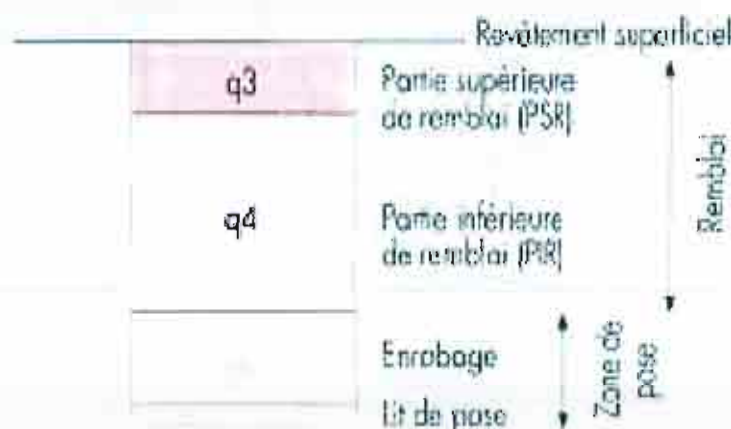 Revêtement superficiel
q3
Partie supérieure
de remblai (PSR)
Remblai
q4
Partie inférieure
de remblai (PIR)
Enrobage
Zone de
pose
Lit de pose